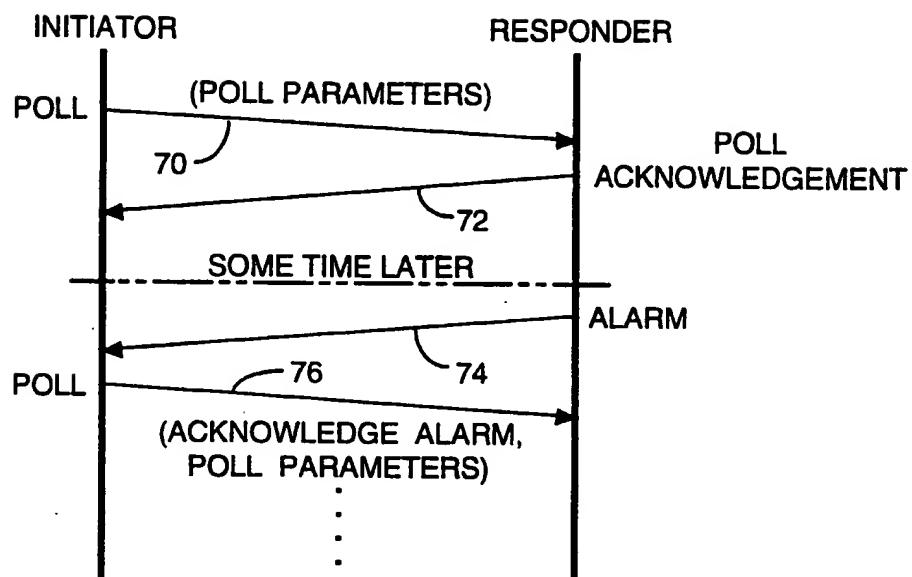 INITIATOR
RESPONDER
POLL
(POLL PARAMETERS)
70
POLL
ACKNOWLEDGEMENT
72
SOME TIME LATER
ALARM
74
POLL
76
(ACKNOWLEDGE ALARM,
POLL PARAMETERS)